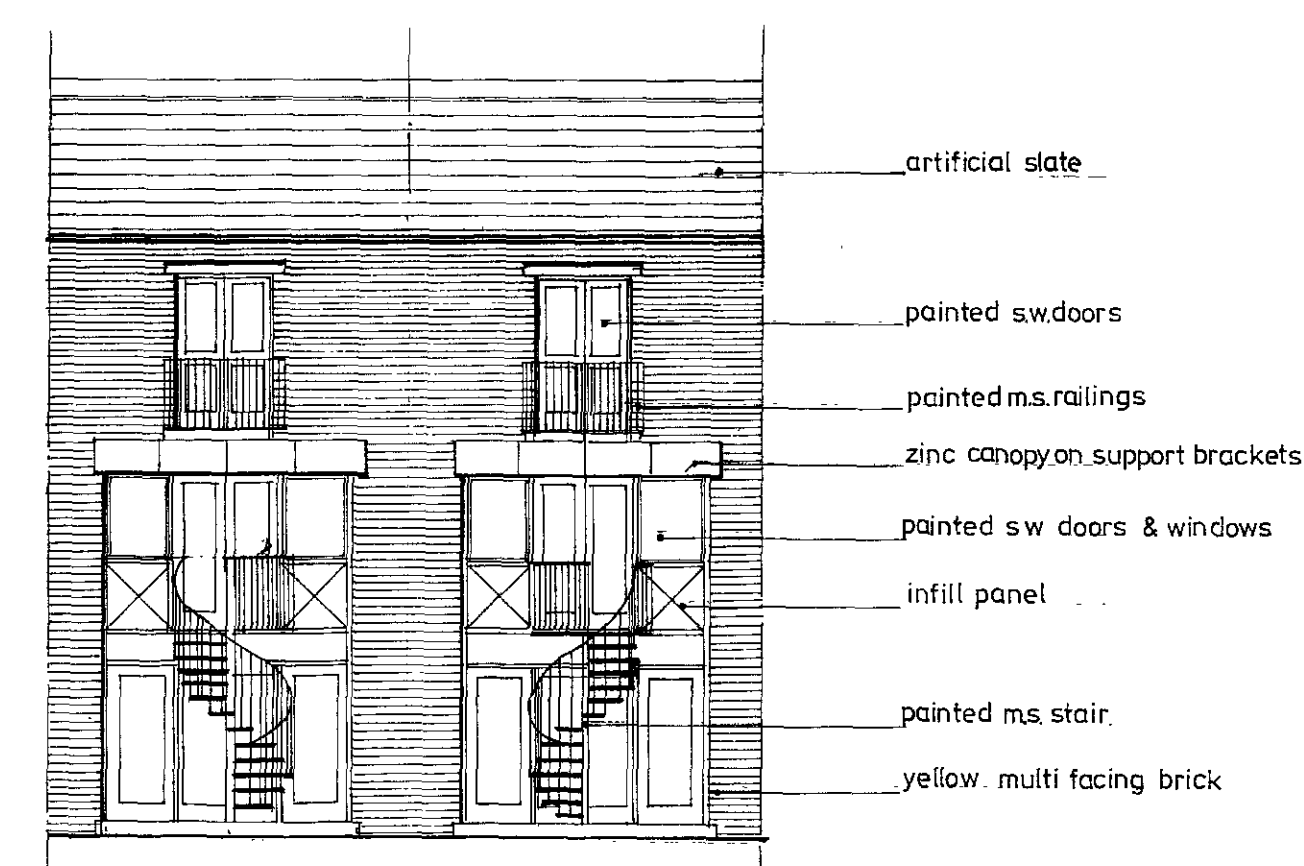 artificial slate
painted s.w. doors
painted m.s. railings
zinc canopy on support brackets
painted s w doors & windows
infill panel
painted m.s. stair.
yellow multi facing brick